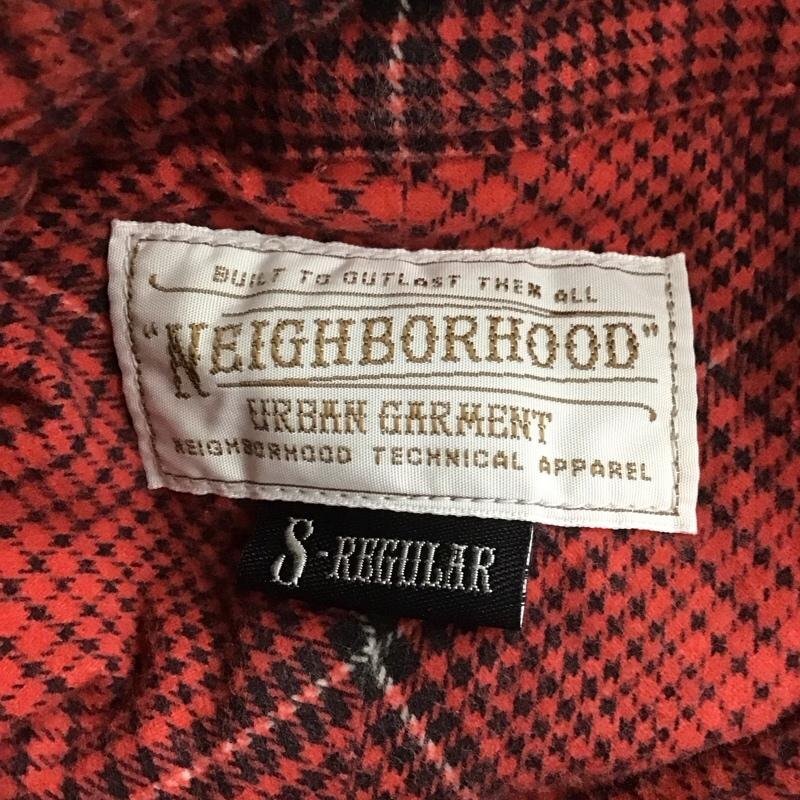 BUILT TO OUTLAST THEM ALL
"NEIGHBORHOOD"
URBAN GARMENT
NEIGHBORHOOD TECHNICAL APPAREL
S-REGULAR